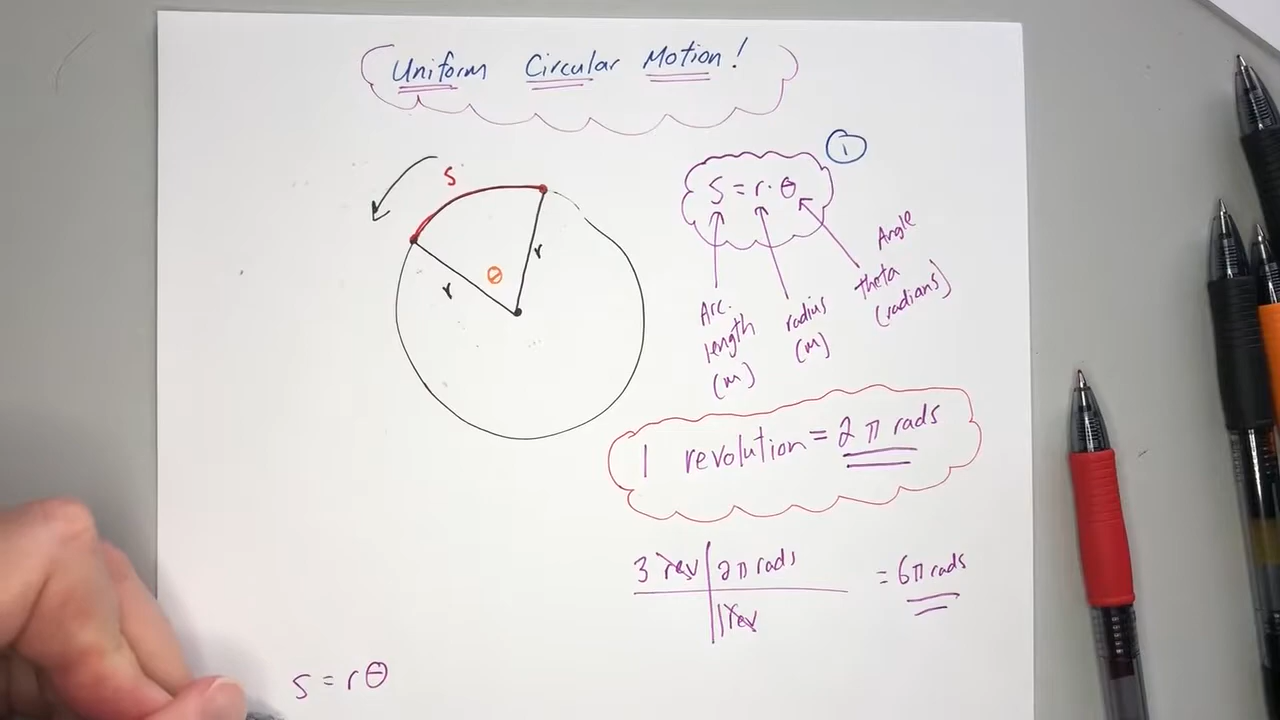 Uniform Circular Motion!
1
S = r · θ
Arc.
length
(m)
radius
(m)
Angle
theta
(radians)
S
r
θ
r
1 revolution = 2π rads
3 rev | 2π rads = 6π rads
1 rev
S = rθ